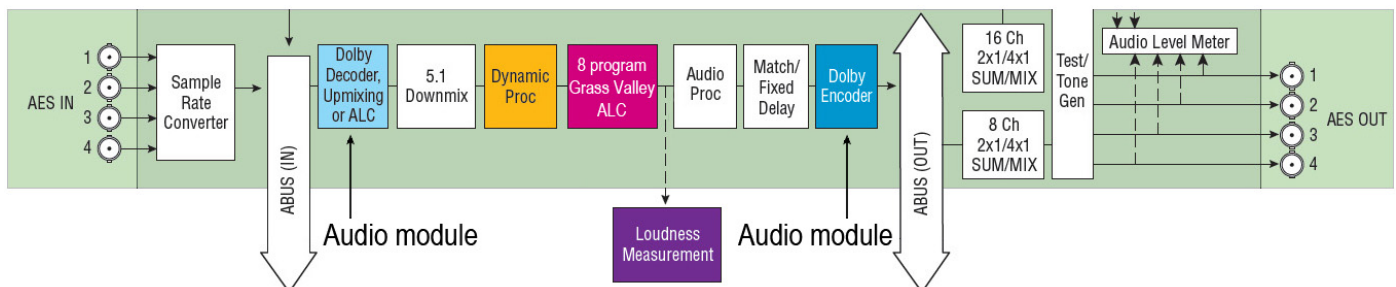 AES IN
1
2
3
4
Sample
Rate
Converter
ABUS (IN)
Dolby
Decoder,
Upmixing
or ALC
Audio module
5.1
Downmix
Dynamic
Proc
8 program
Grass Valley
ALC
Loudness
Measurement
Audio
Proc
Match/
Fixed
Delay
Dolby
Encoder
Audio module
ABUS (OUT)
16 Ch
2x1/4x1
SUM/MIX
8 Ch
2x1/4x1
SUM/MIX
Test/
Tone
Gen
Audio Level Meter
1
2
3
4
AES OUT